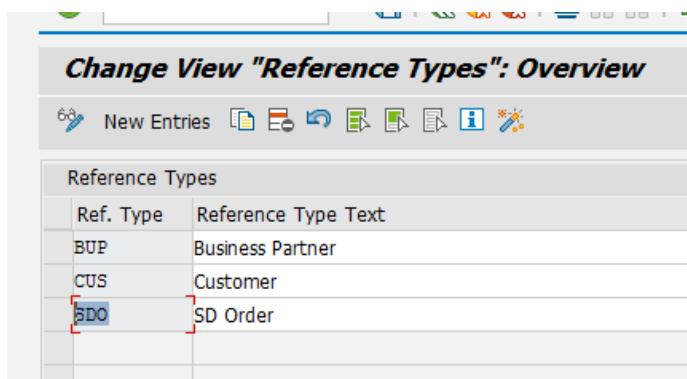 Change View "Reference Types": Overview
New Entries
Reference Types
Ref. Type Reference Type Text
BUP Business Partner
CUS Customer
SDO SD Order